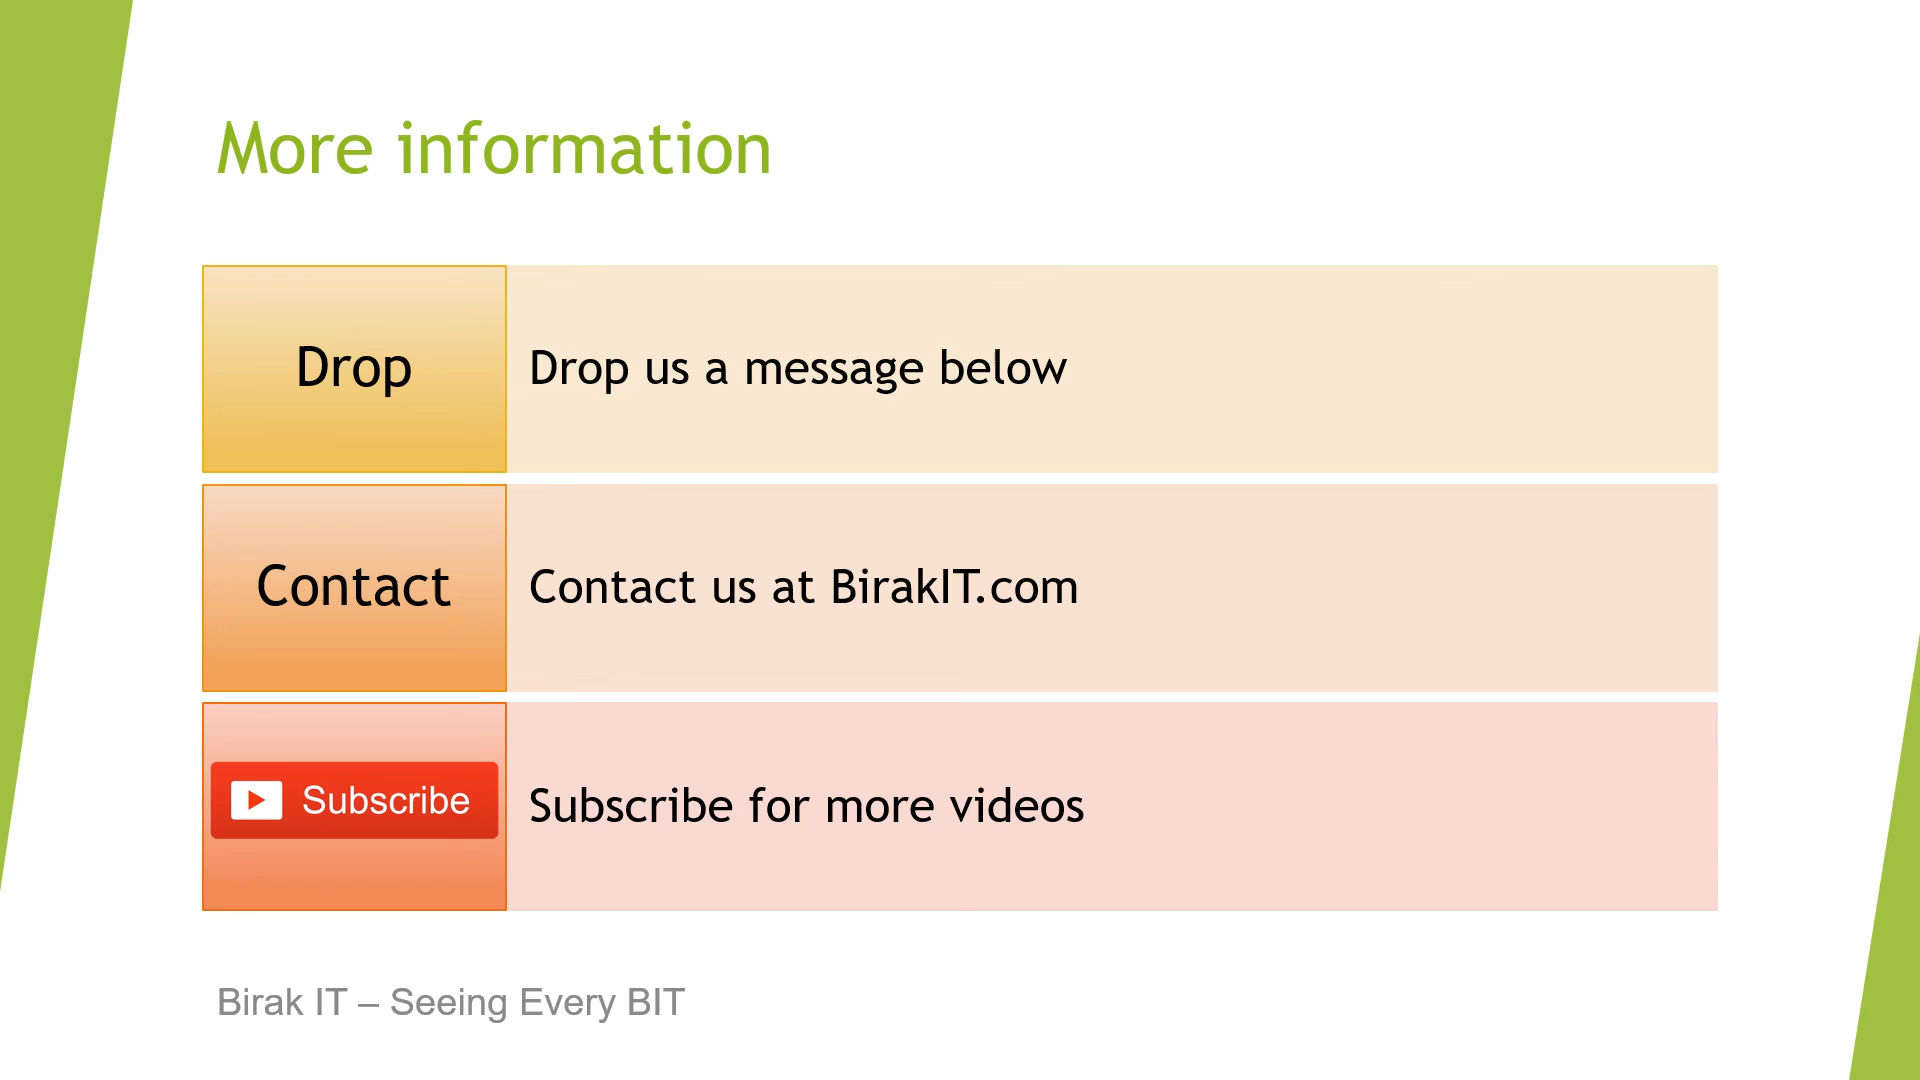 More information
Drop
Drop us a message below
Contact
Contact us at BirakIT.com
Subscribe
Subscribe for more videos
Birak IT – Seeing Every BIT